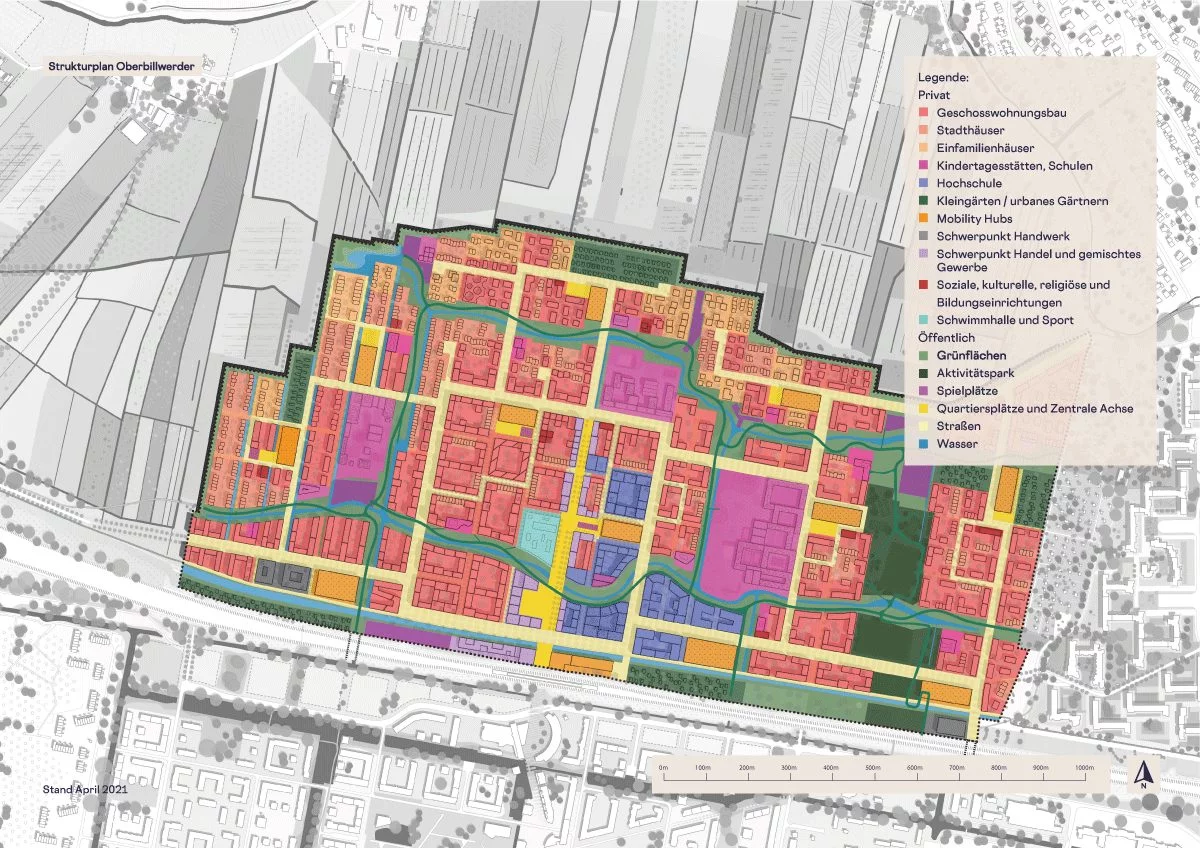 Strukturplan Oberbillwerder
Legende:
Privat
Geschosswohnungsbau
Stadthäuser
Einfamilienhäuser
Kindertagesstätten, Schulen
Hochschule
Kleingärten / urbanes Gärtnern
Mobility Hubs
Schwerpunkt Handwerk
Schwerpunkt Handel und gemischtes
Gewerbe
Soziale, kulturelle, religiöse und
Bildungseinrichtungen
Schwimmhalle und Sport
Öffentlich
Grünflächen
Aktivitätspark
Spielplätze
Quartiersplätze und Zentrale Achse
Straßen
Wasser
0m 100m 200m 300m 400m 500m 600m 700m 800m 900m 1000m
N
Stand April 2021